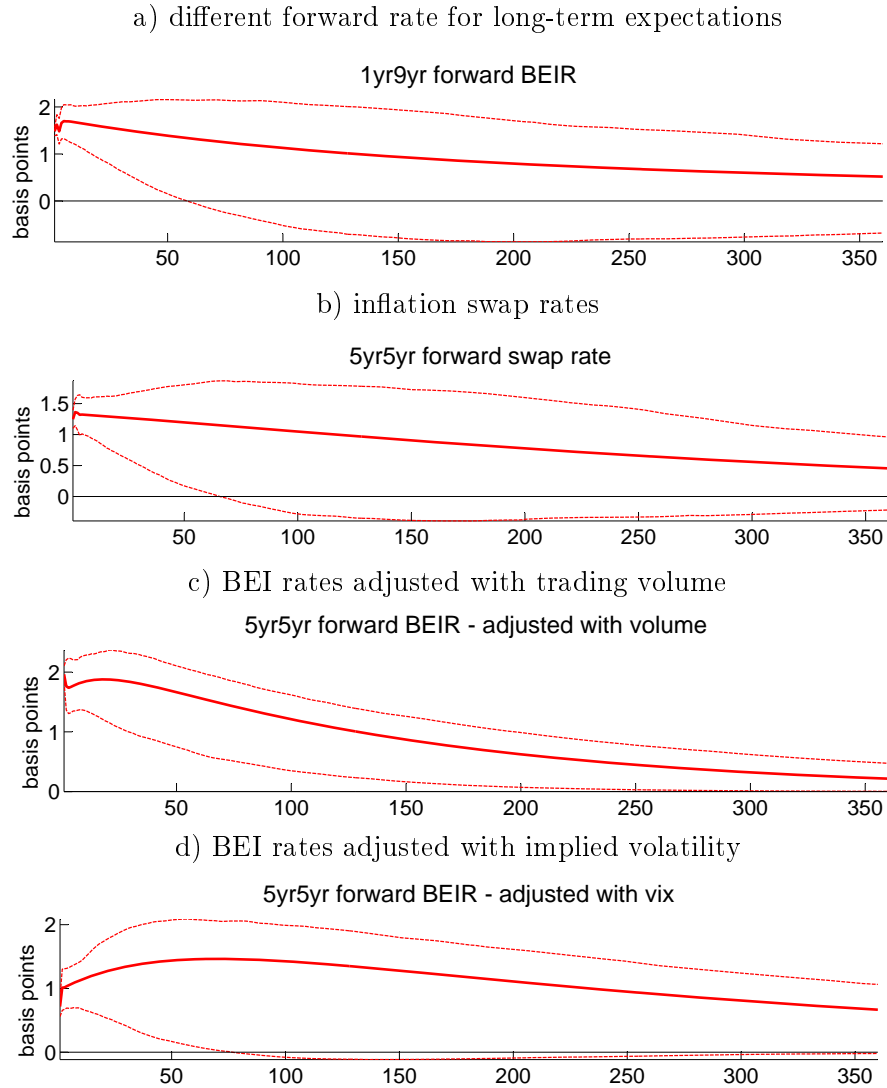 a) different forward rate for long-term expectations
1yr9yr forward BEIR
basis points
2
1
0
50 100 150 200 250 300 350
b) inflation swap rates
5yr5yr forward swap rate
basis points
1.5
1
0.5
0
50 100 150 200 250 300 350
c) BEI rates adjusted with trading volume
5yr5yr forward BEIR - adjusted with volume
basis points
2
1
0
50 100 150 200 250 300 350
d) BEI rates adjusted with implied volatility
5yr5yr forward BEIR - adjusted with vix
basis points
2
1
0
50 100 150 200 250 300 350